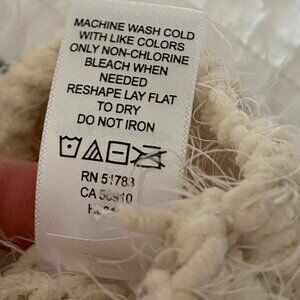 MACHINE WASH COLD
WITH LIKE COLORS
ONLY NON-CHLORINE
BLEACH WHEN
NEEDED
RESHAPE LAY FLAT
TO DRY
DO NOT IRON
RN 51783
CA